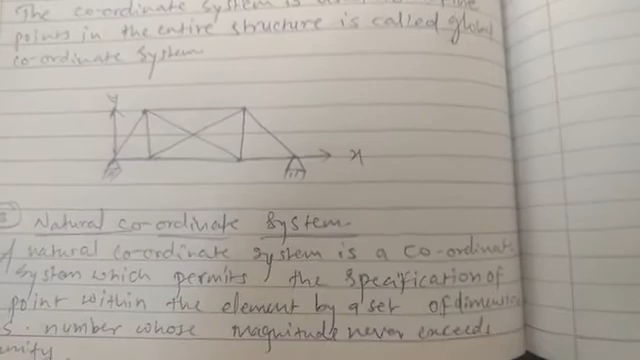 The co-ordinate System is
points in the entire structure is called global
co-ordinate System.
y
x
Natural co-ordinate System
A natural co-ordinate System is a co-ordinate
System which permits the specification of
point within the element by a set of
number whose magnitude never exceeds
unity.